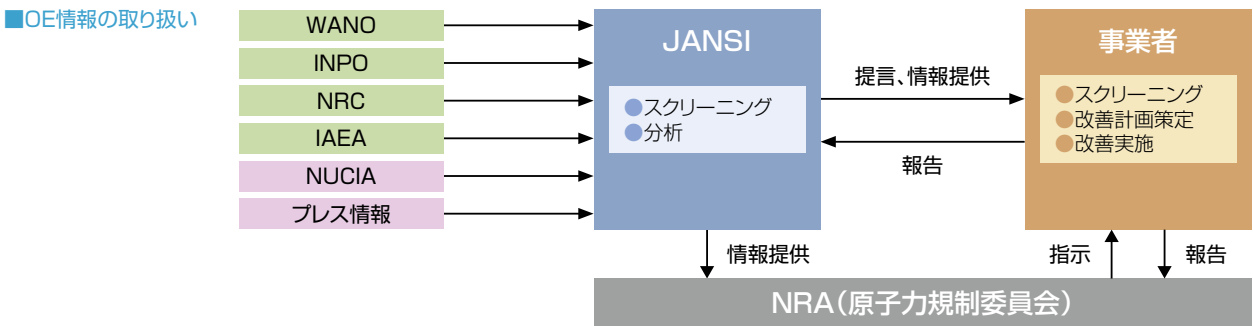 ■OE情報の取り扱い
WANO
INPO
NRC
IAEA
NUCIA
プレス情報
JANSI
●スクリーニング
●分析
提言、情報提供
報告
事業者
●スクリーニング
●改善計画策定
●改善実施
情報提供
指示
報告
NRA(原子力規制委員会)